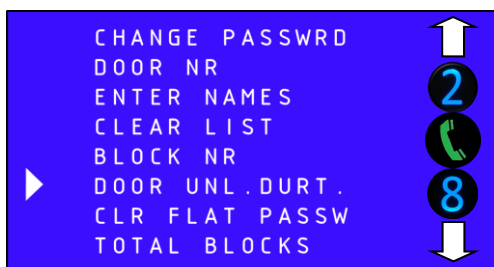 CHANGE PASSWRD
DOOR NR
ENTER NAMES
CLEAR LIST
BLOCK NR
DOOR UNL.DURT.
CLR FLAT PASSW
TOTAL BLOCKS
2
8